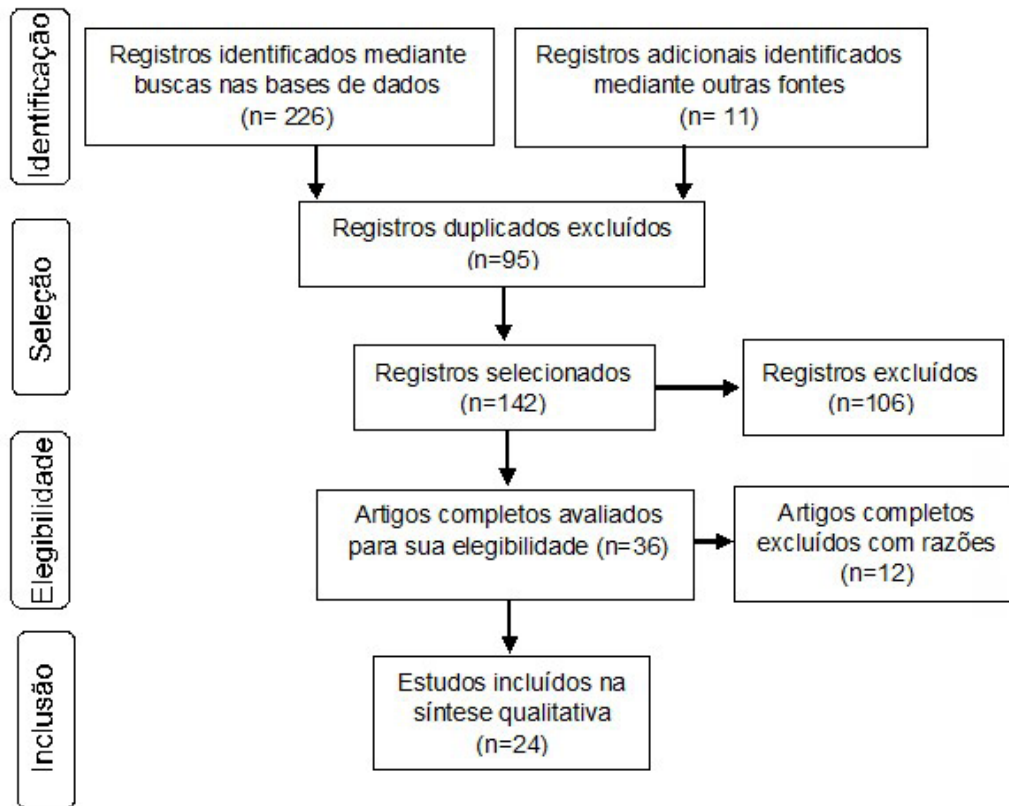 Identificação
Registros identificados mediante
buscas nas bases de dados
(n= 226)
Registros adicionais identificados
mediante outras fontes
(n= 11)
Seleção
Registros duplicados excluídos
(n=95)
Registros selecionados
(n=142)
Registros excluídos
(n=106)
Elegibilidade
Artigos completos avaliados
para sua elegibilidade (n=36)
Artigos completos
excluídos com razões
(n=12)
Inclusão
Estudos incluídos na
síntese qualitativa
(n=24)